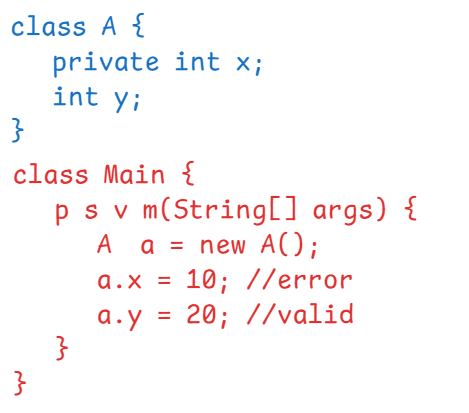 class A {
private int x;
int y;
}
class Main {
p s v m(String[] args) {
A a = new A();
a.x = 10; //error
a.y = 20; //valid
}
}